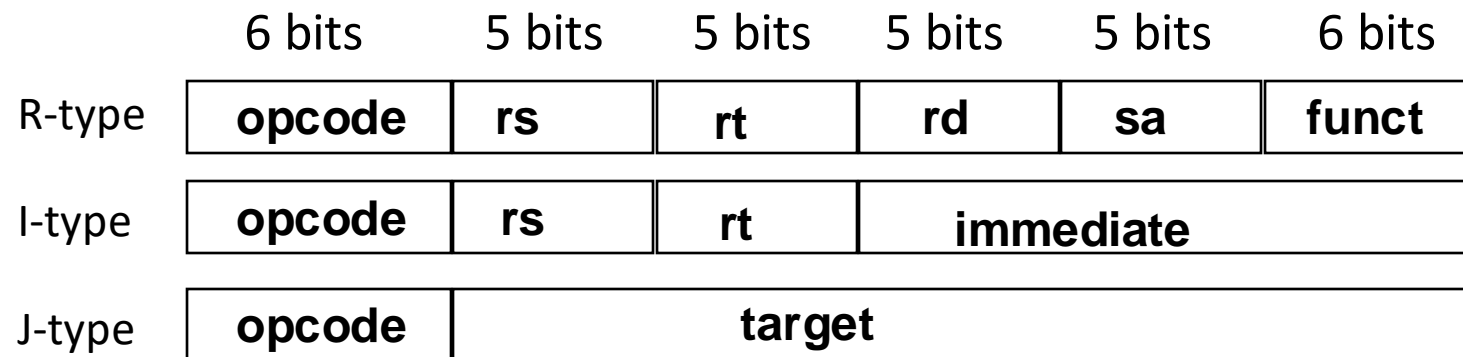 6 bits 5 bits 5 bits 5 bits 5 bits 6 bits
R-type opcode rs rt rd sa funct
I-type opcode rs rt immediate
J-type opcode target